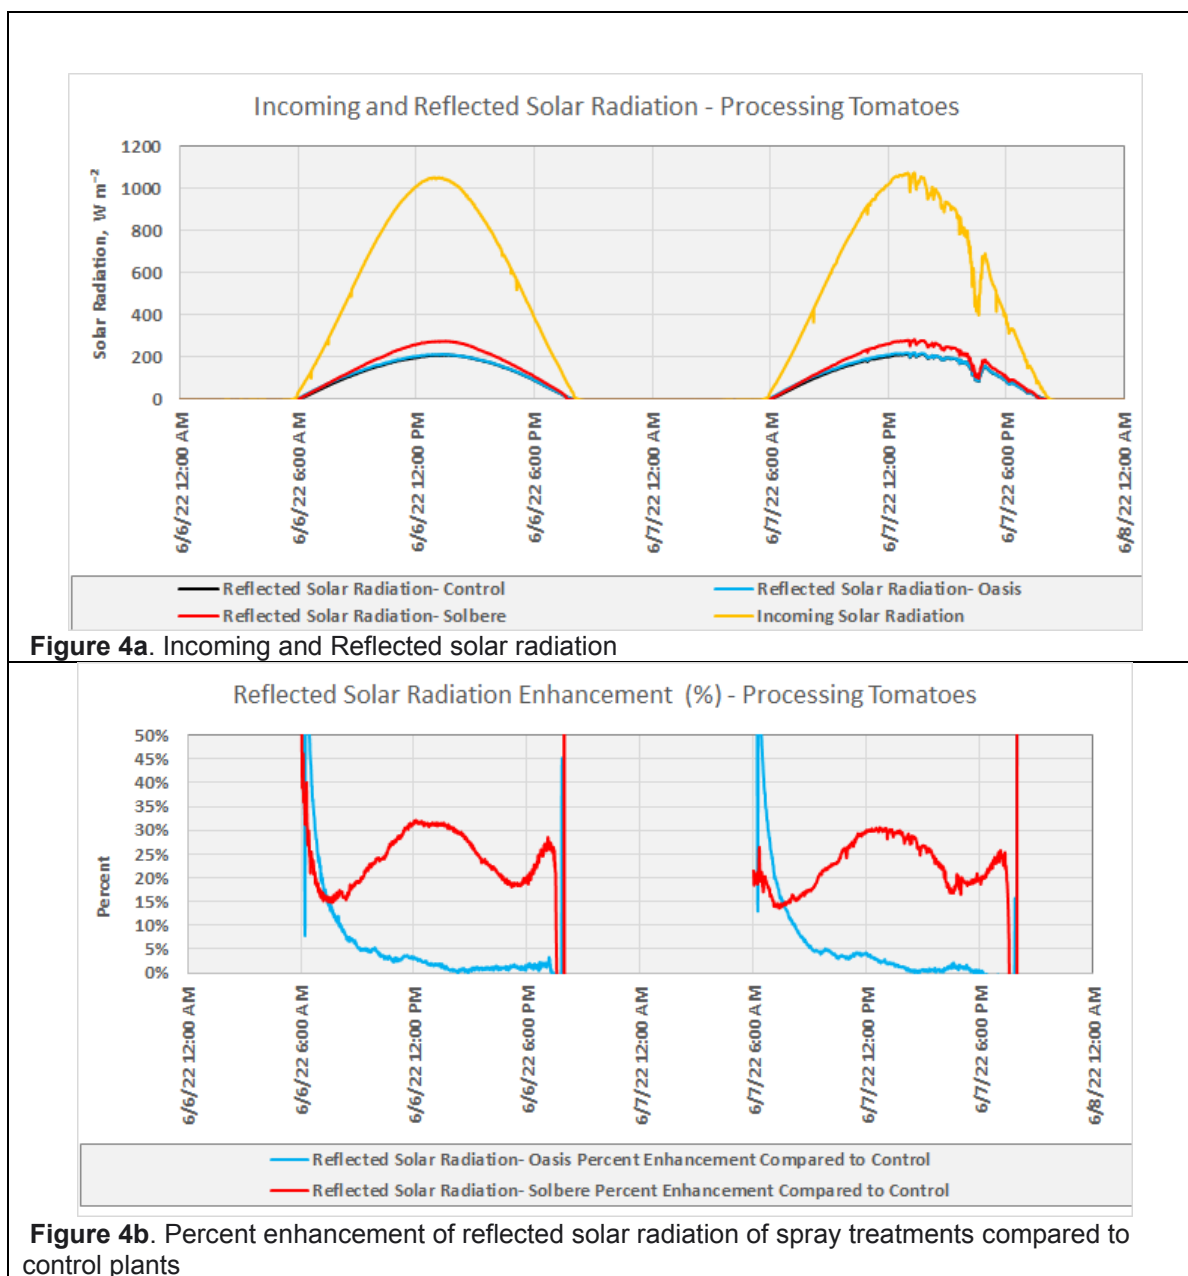 Incoming and Reflected Solar Radiation - Processing Tomatoes
Solar Radiation, W m⁻²
1200
1000
800
600
400
200
0
6/6/22 12:00 AM
6/6/22 6:00 AM
6/6/22 12:00 PM
6/6/22 6:00 PM
6/7/22 12:00 AM
6/7/22 6:00 AM
6/7/22 12:00 PM
6/7/22 6:00 PM
6/8/22 12:00 AM
Reflected Solar Radiation- Control
Reflected Solar Radiation- Oasis
Reflected Solar Radiation- Solbere
Incoming Solar Radiation
Figure 4a. Incoming and Reflected solar radiation
Reflected Solar Radiation Enhancement (%) - Processing Tomatoes
Percent
50%
45%
40%
35%
30%
25%
20%
15%
10%
5%
0%
6/6/22 12:00 AM
6/6/22 6:00 AM
6/6/22 12:00 PM
6/6/22 6:00 PM
6/7/22 12:00 AM
6/7/22 6:00 AM
6/7/22 12:00 PM
6/7/22 6:00 PM
6/8/22 12:00 AM
Reflected Solar Radiation- Oasis Percent Enhancement Compared to Control
Reflected Solar Radiation- Solbere Percent Enhancement Compared to Control
Figure 4b. Percent enhancement of reflected solar radiation of spray treatments compared to
control plants